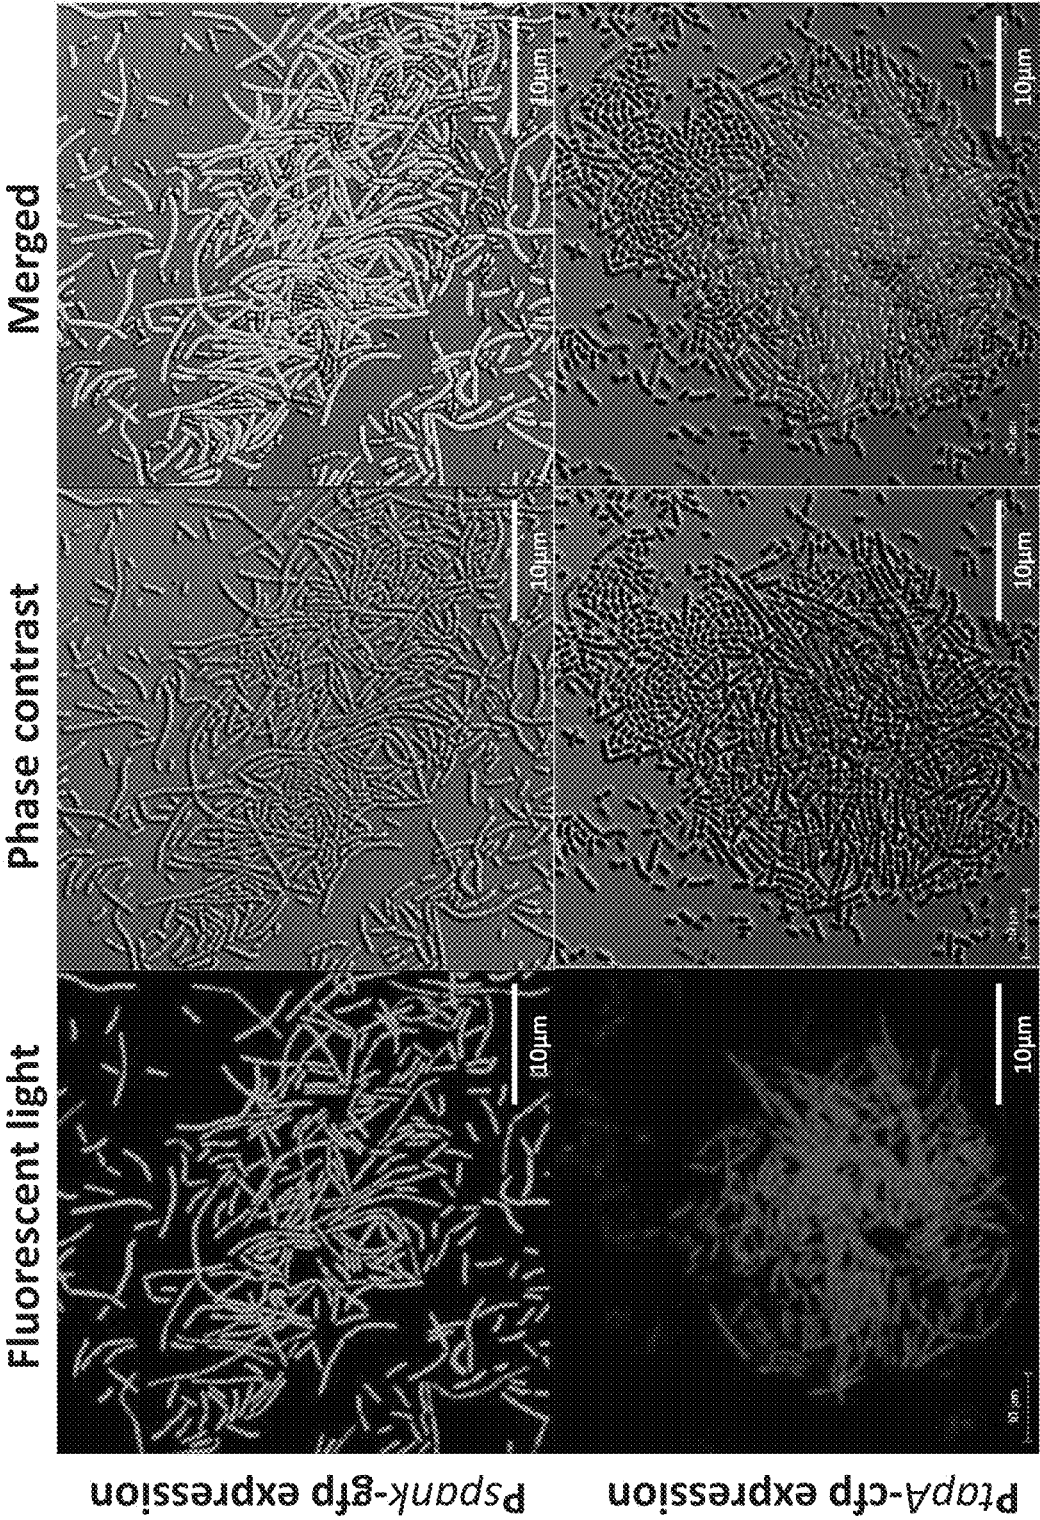 Fluorescent light
Phase contrast
Merged
Pspank-gfp expression
10µm
10µm
10µm
PtapA-cfp expression
10µm
10µm
10µm